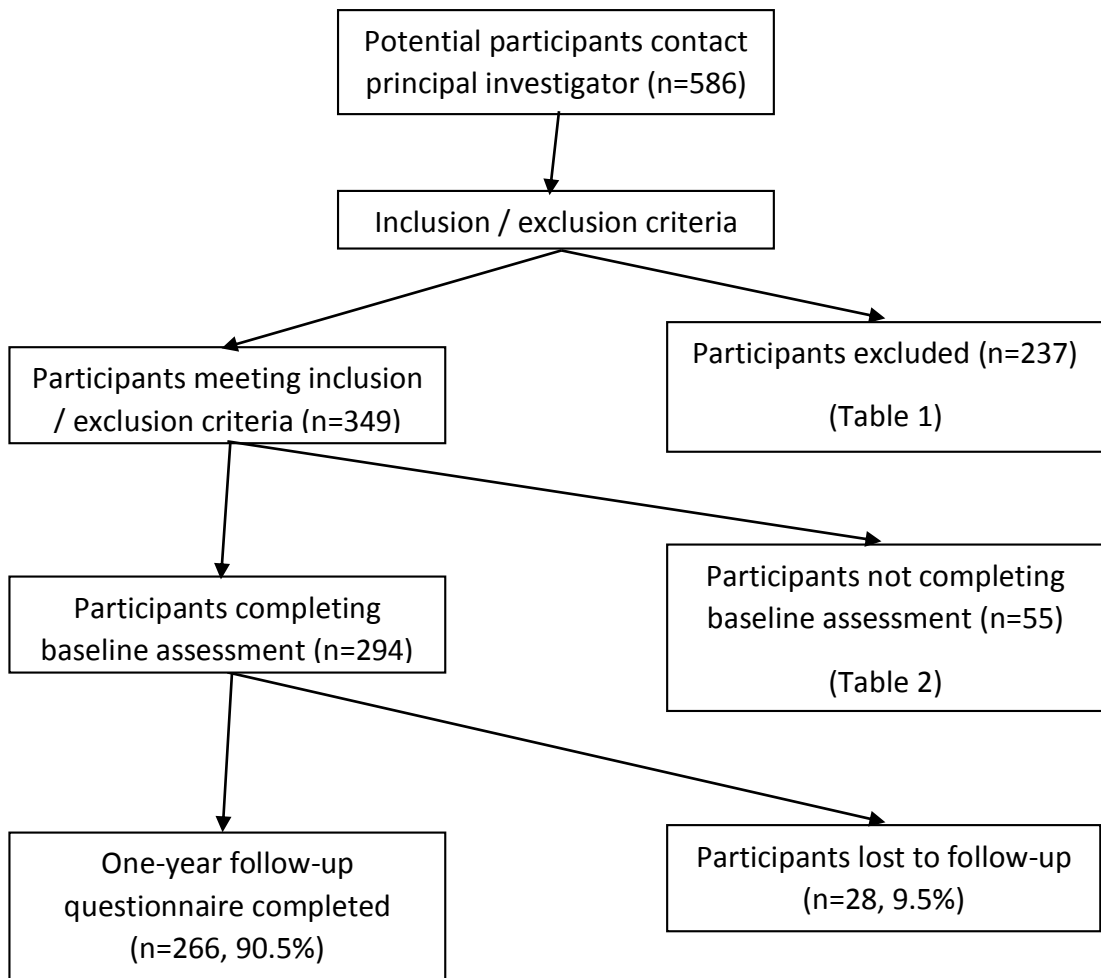 Potential participants contact
principal investigator (n=586)
Inclusion / exclusion criteria
Participants meeting inclusion
/ exclusion criteria (n=349)
Participants excluded (n=237)
(Table 1)
Participants completing
baseline assessment (n=294)
Participants not completing
baseline assessment (n=55)
(Table 2)
One-year follow-up
questionnaire completed
(n=266, 90.5%)
Participants lost to follow-up
(n=28, 9.5%)